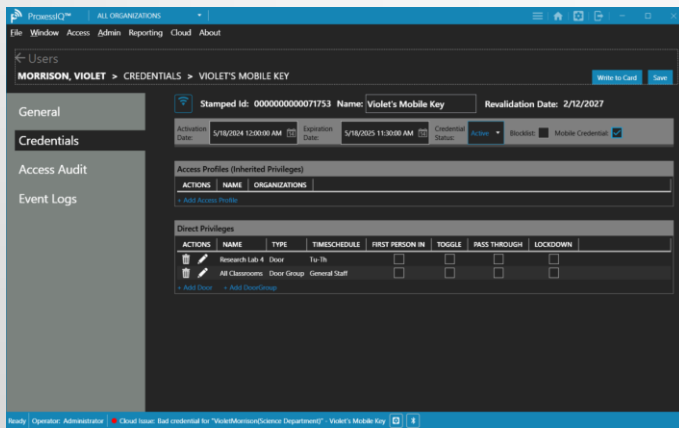 ProxessIQ™ ALL ORGANIZATIONS
File Window Access Admin Reporting Cloud About
Users
MORRISON, VIOLET > CREDENTIALS > VIOLET'S MOBILE KEY
Write to Card Save
General
Credentials
Access Audit
Event Logs
Stamped Id: 0000000000071753 Name: Violet's Mobile Key Revalidation Date: 2/12/2027
Activation Date: 5/18/2024 12:00:00 AM Expiration Date: 5/18/2025 11:30:00 AM Credential Status: Active Blocklist: Mobile Credential:
Access Profiles (Inherited Privileges)
ACTIONS NAME ORGANIZATIONS
+ Add Access Profile
Direct Privileges
ACTIONS NAME TYPE TIMESCHEDULE FIRST PERSON IN TOGGLE PASS THROUGH LOCKDOWN
Research Lab 4 Door Tu-Th
All Classrooms Door Group General Staff
+ Add Door + Add DoorGroup
Ready Operator: Administrator Cloud Issue: Bad credential for "VioletMorrison(Science Department)" - Violet's Mobile Key